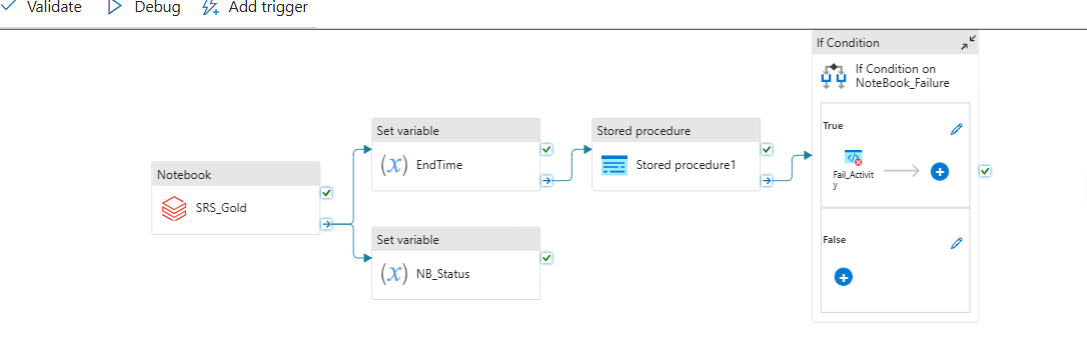 Validate
Debug
Add trigger
If Condition
If Condition on
NoteBook_Failure
Set variable
EndTime
Stored procedure
Stored procedure1
True
Fail_Activit
y
Notebook
SRS_Gold
Set variable
NB_Status
False